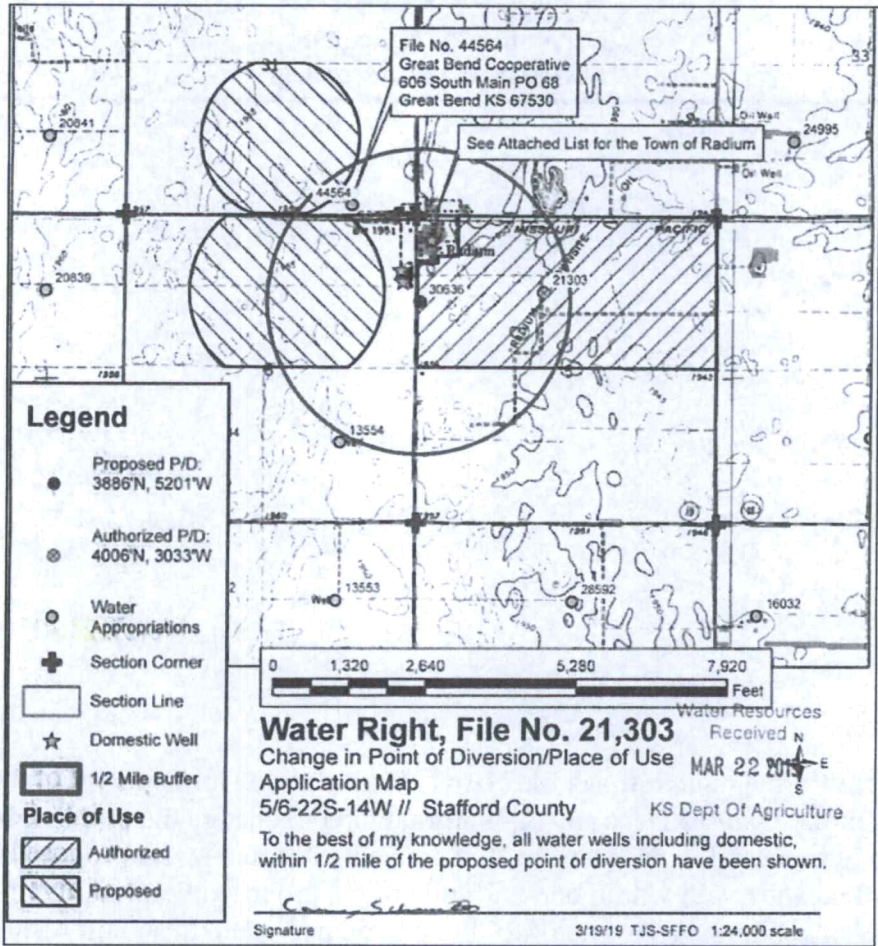 File No. 44564
Great Bend Cooperative
606 South Main PO 68
Great Bend KS 67530
See Attached List for the Town of Radium
31
33
20841
24995
Oil Well
44564
1951
MISSOURI
PACIFIC
Radium
20839
30636
21303
13554
13553
28592
16032
Legend
Proposed P/D:
3886'N, 5201'W
Authorized P/D:
4006'N, 3033'W
Water
Appropriations
Section Corner
Section Line
Domestic Well
1/2 Mile Buffer
Place of Use
Authorized
Proposed
0 1,320 2,640 5,280 7,920
Feet
Water Right, File No. 21,303
Change in Point of Diversion/Place of Use
Application Map
5/6-22S-14W // Stafford County
Water Resources
Received
MAR 22 2019
KS Dept Of Agriculture
N
E
S
To the best of my knowledge, all water wells including domestic,
within 1/2 mile of the proposed point of diversion have been shown.
Signature
3/19/19 TJS-SFFO 1:24,000 scale